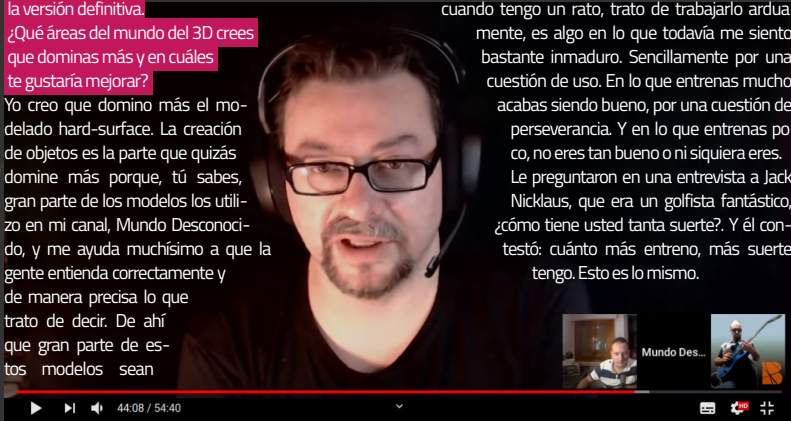 la versión definitiva.
¿Qué áreas del mundo del 3D crees
que dominas más y en cuáles
te gustaría mejorar?
Yo creo que domino más el mo-
delado hard-surface. La creación
de objetos es la parte que quizás
domine más porque, tú sabes,
gran parte de los modelos los utili-
zo en mi canal, Mundo Desconoci-
do, y me ayuda muchísimo a que la
gente entienda correctamente y
de manera precisa lo que
trato de decir. De ahí
que gran parte de es-
tos modelos sean
cuando tengo un rato, trato de trabajarlo ardua
mente, es algo en lo que todavía me siento
bastante inmaduro. Sencillamente por una
cuestión de uso. En lo que entrenas mucho
acabas siendo bueno, por una cuestión de
perseverancia. Y en lo que entrenas po
co, no eres tan bueno o ni siquiera eres.
Le preguntaron en una entrevista a Jack
Nicklaus, que era un golfista fantástico,
¿cómo tiene usted tanta suerte?. Y él con-
testó: cuánto más entreno, más suerte
tengo. Esto es lo mismo.
Mundo Des...
44:08 / 54:40
HD